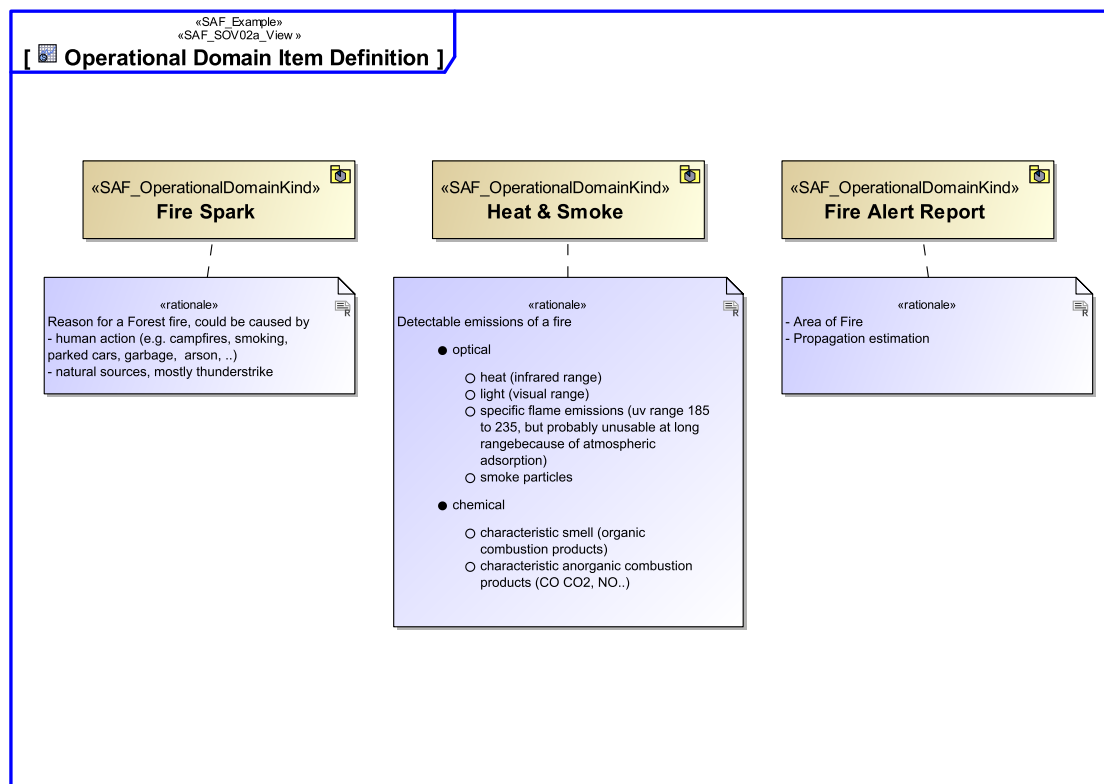 «SAF_Example»
«SAF_SOV02a_View »
[ Operational Domain Item Definition ]
«SAF_OperationalDomainKind»
Fire Spark
«SAF_OperationalDomainKind»
Heat & Smoke
«SAF_OperationalDomainKind»
Fire Alert Report
«rationale»
R
Reason for a Forest fire, could be caused by
- human action (e.g. campfires, smoking,
parked cars, garbage,  arson, ..)
- natural sources, mostly thunderstrike
«rationale»
R
Detectable emissions of a fire
● optical
○ heat (infrared range)
○ light (visual range)
○ specific flame emissions (uv range 185
to 235, but probably unusable at long
rangebecause of atmospheric
adsorption)
○ smoke particles
● chemical
○ characteristic smell (organic
combustion products)
○ characteristic anorganic combustion
products (CO CO2, NO..)
«rationale»
R
- Area of Fire
- Propagation estimation